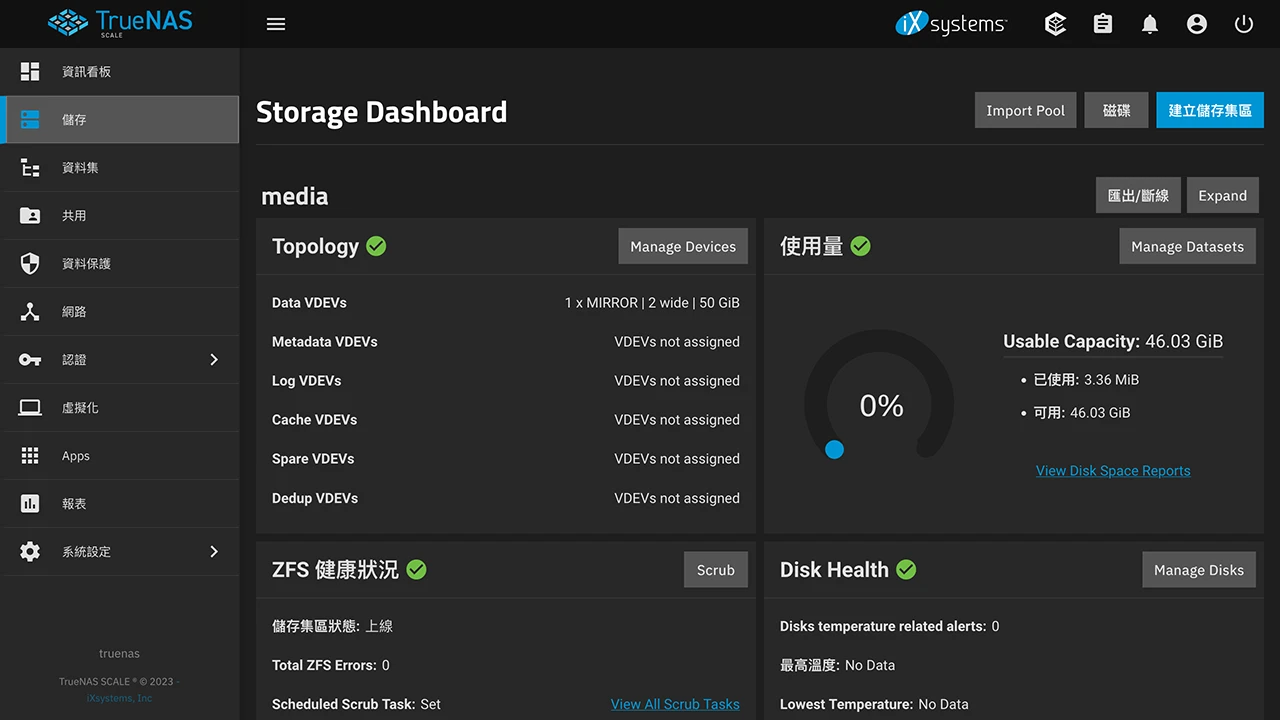 TrueNAS
SCALE
iXsystems
資訊看板
儲存
資料集
共用
資料保護
網路
認證
虛擬化
Apps
報表
系統設定
truenas
TrueNAS SCALE ® © 2023 -
iXsystems, Inc
Storage Dashboard
Import Pool
磁碟
建立儲存集區
media
匯出/斷線
Expand
Topology
Manage Devices
Data VDEVs 1 x MIRROR | 2 wide | 50 GiB
Metadata VDEVs VDEVs not assigned
Log VDEVs VDEVs not assigned
Cache VDEVs VDEVs not assigned
Spare VDEVs VDEVs not assigned
Dedup VDEVs VDEVs not assigned
使用量
Manage Datasets
0%
Usable Capacity: 46.03 GiB
• 已使用: 3.36 MiB
• 可用: 46.03 GiB
View Disk Space Reports
ZFS 健康狀況
Scrub
儲存集區狀態: 上線
Total ZFS Errors: 0
Scheduled Scrub Task: Set View All Scrub Tasks
Disk Health
Manage Disks
Disks temperature related alerts: 0
最高溫度: No Data
Lowest Temperature: No Data